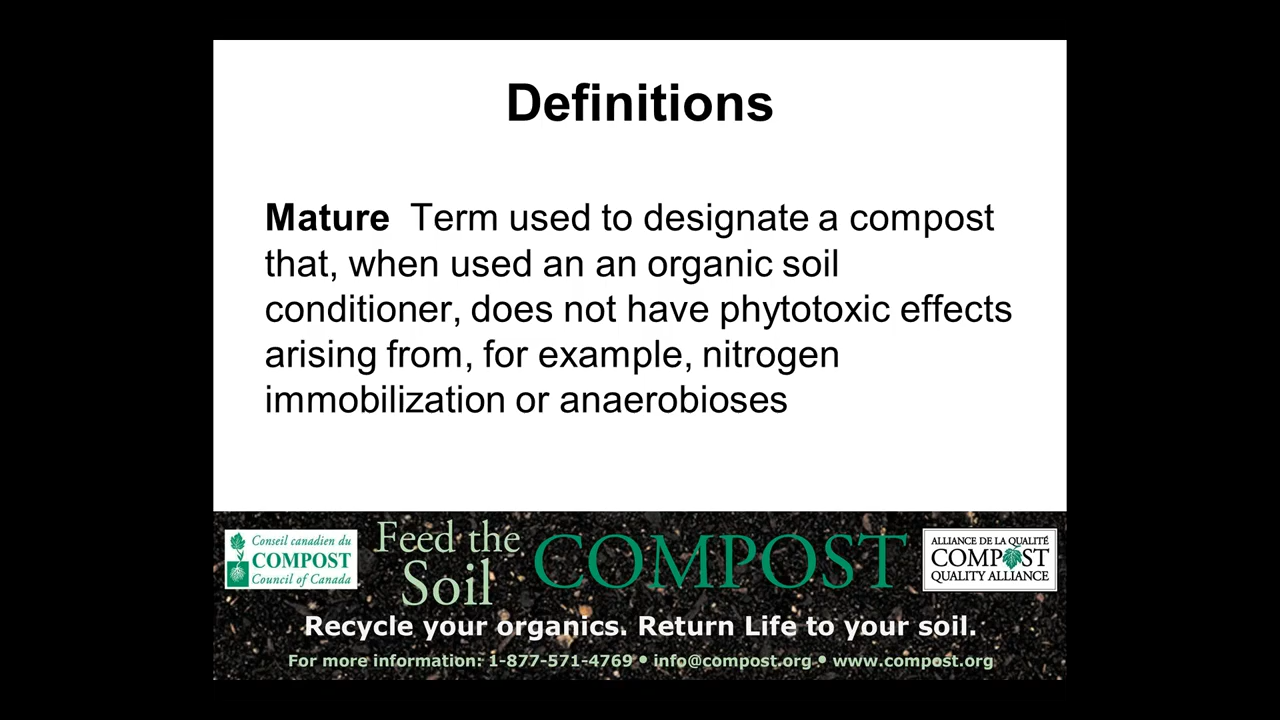 Definitions
Mature  Term used to designate a compost
that, when used an an organic soil
conditioner, does not have phytotoxic effects
arising from, for example, nitrogen
immobilization or anaerobioses
Conseil canadien du
COMPOST
Council of Canada
Feed the
Soil
COMPOST
ALLIANCE DE LA QUALITÉ
COMPOST
QUALITY ALLIANCE
Recycle your organics. Return Life to your soil.
For more information: 1-877-571-4769 • info@compost.org • www.compost.org